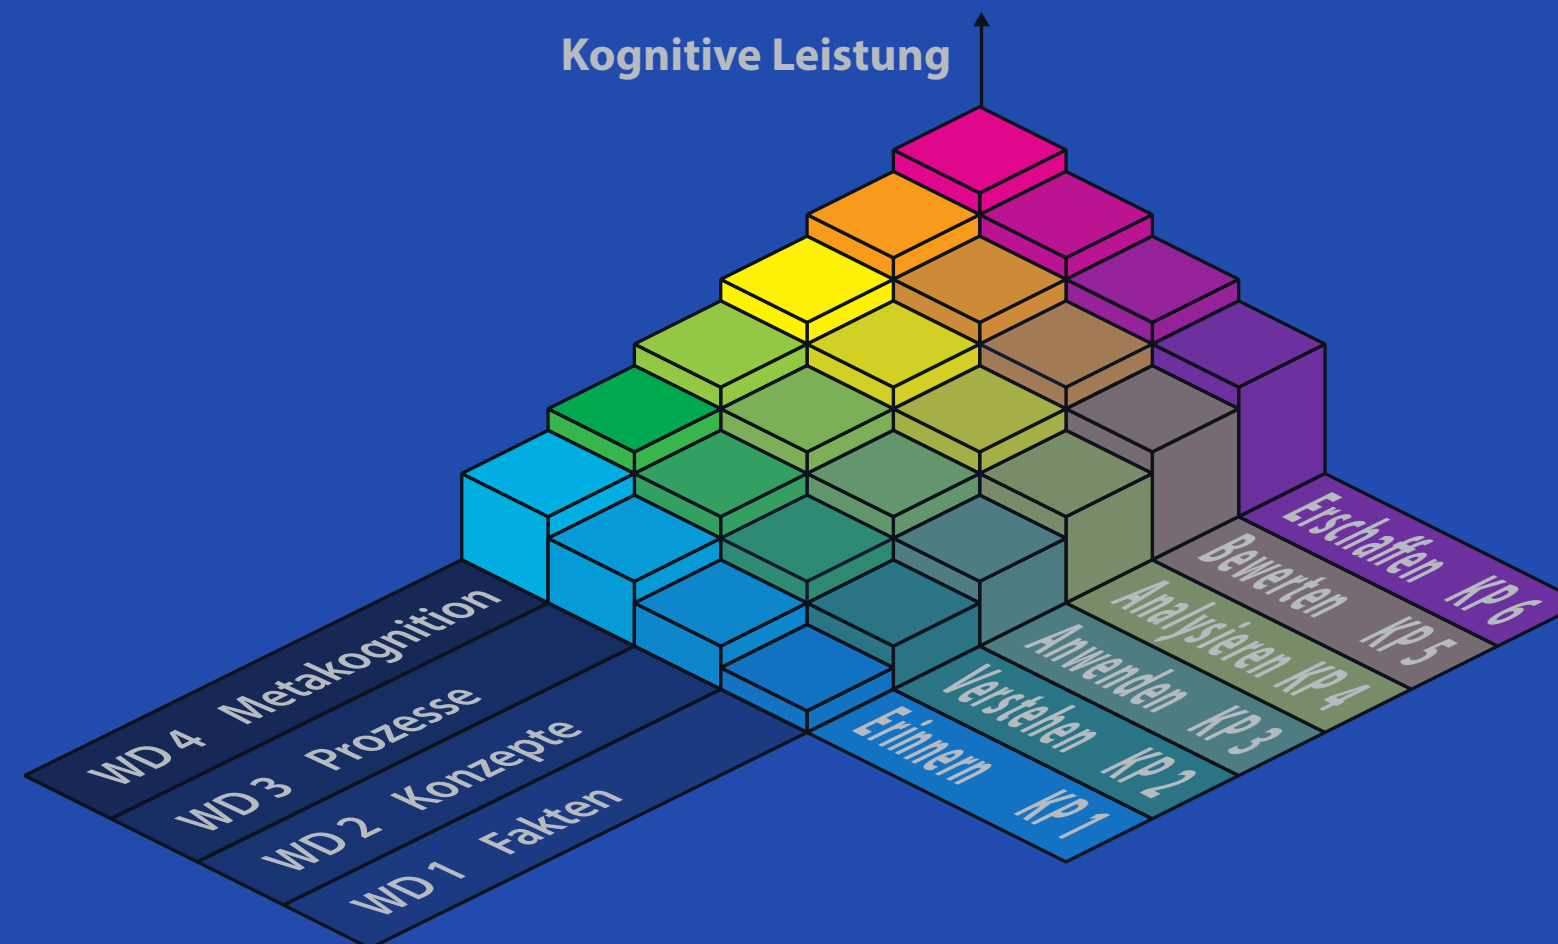 Kognitive Leistung
WD 4 Metakognition
WD 3 Prozesse
WD 2 Konzepte
WD 1 Fakten
Erinnern KP 1
Verstehen KP 2
Anwenden KP 3
Analysieren KP 4
Bewerten KP 5
Erschaffen KP 6